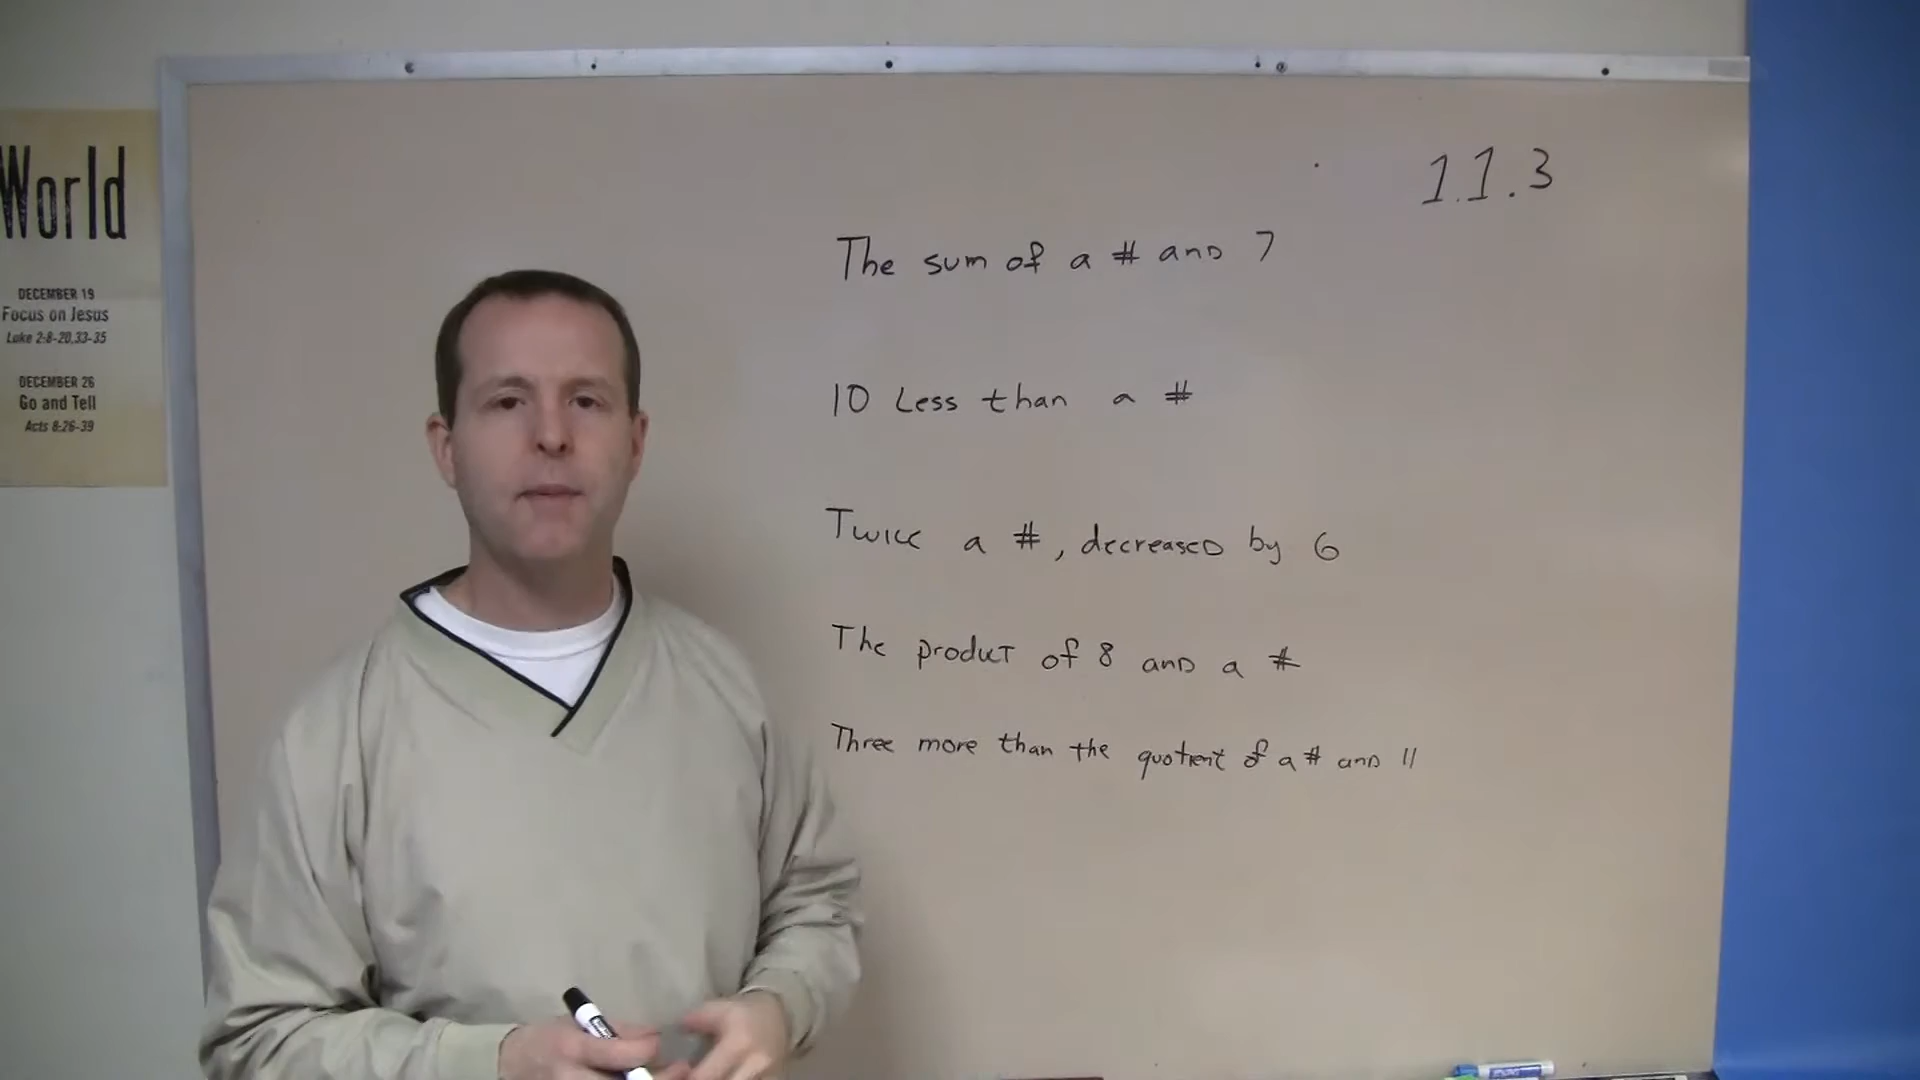 World
DECEMBER 19
Focus on Jesus
Luke 2:8-20,33-35
DECEMBER 26
Go and Tell
Acts 8:26-39
1.1.3
The sum of a # and 7
10 Less than a #
Twice a #, decreased by 6
The product of 8 and a #
Three more than the quotient of a # and 11